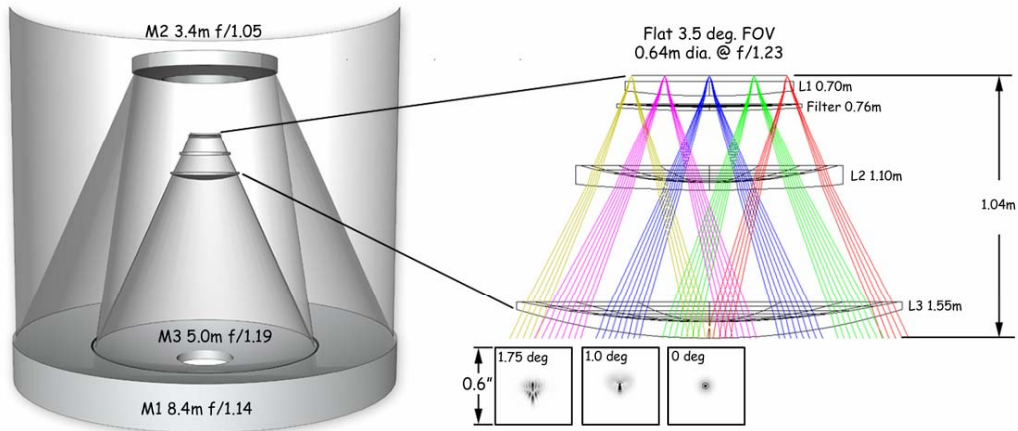 M2 3.4m f/1.05
M3 5.0m f/1.19
M1 8.4m f/1.14
Flat 3.5 deg. FOV
0.64m dia. @ f/1.23
L1 0.70m
Filter 0.76m
L2 1.10m
1.04m
L3 1.55m
0.6"
1.75 deg
1.0 deg
0 deg